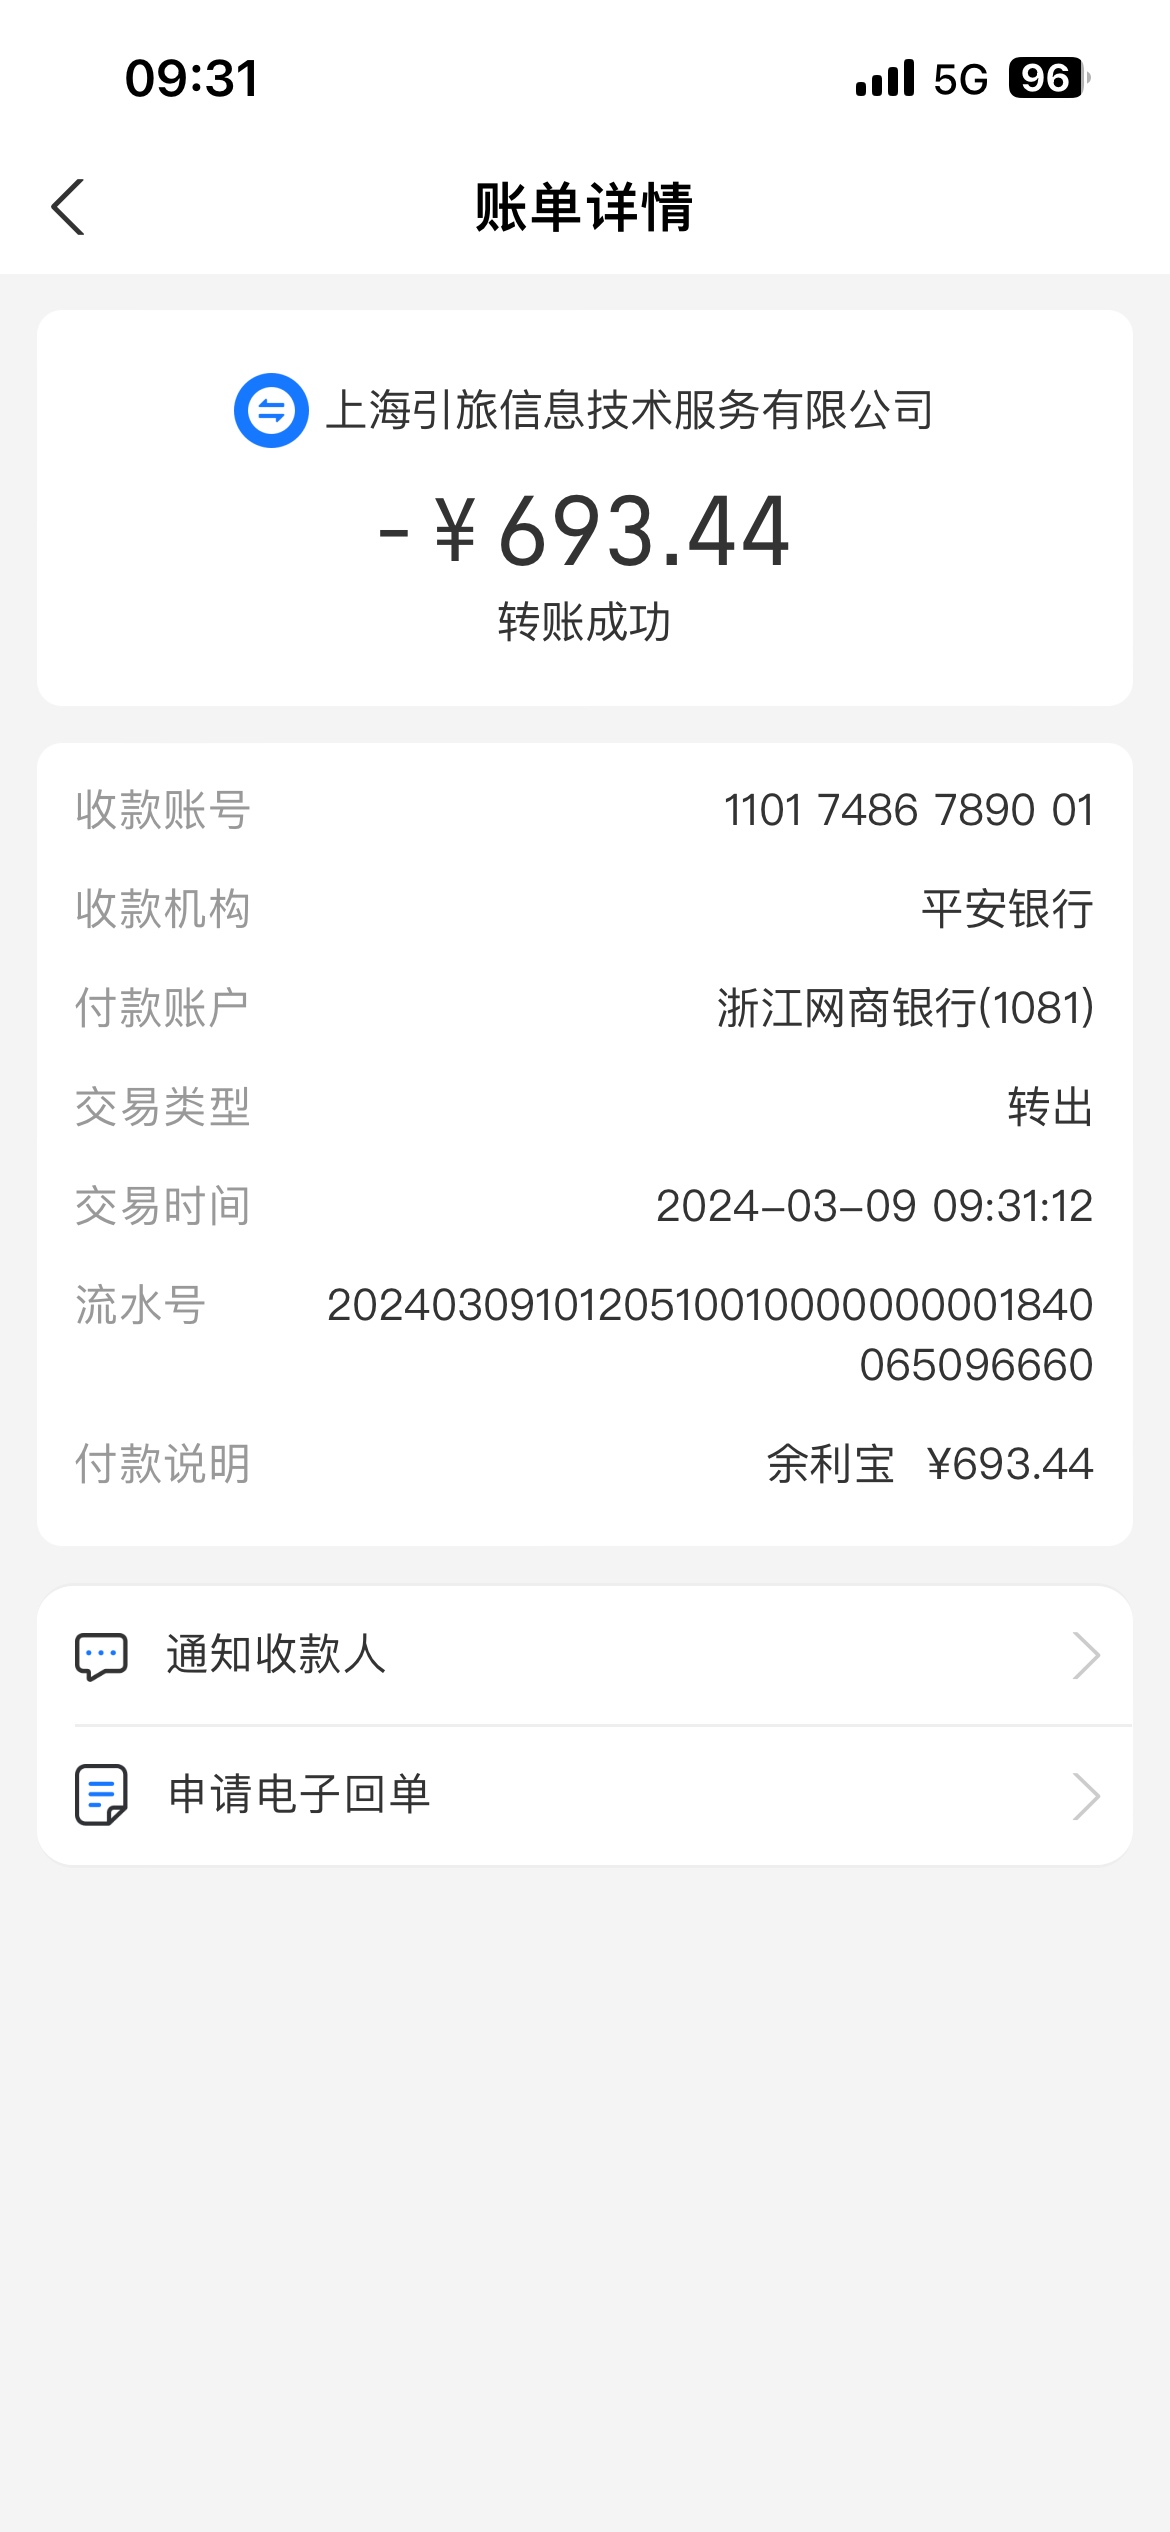 09:31 5G 96
账单详情
上海引旅信息技术服务有限公司
-¥693.44
转账成功
收款账号 1101 7486 7890 01
收款机构 平安银行
付款账户 浙江网商银行(1081)
交易类型 转出
交易时间 2024-03-09 09:31:12
流水号 20240309101205100100000000001840
065096660
付款说明 余利宝 ¥693.44
通知收款人
申请电子回单